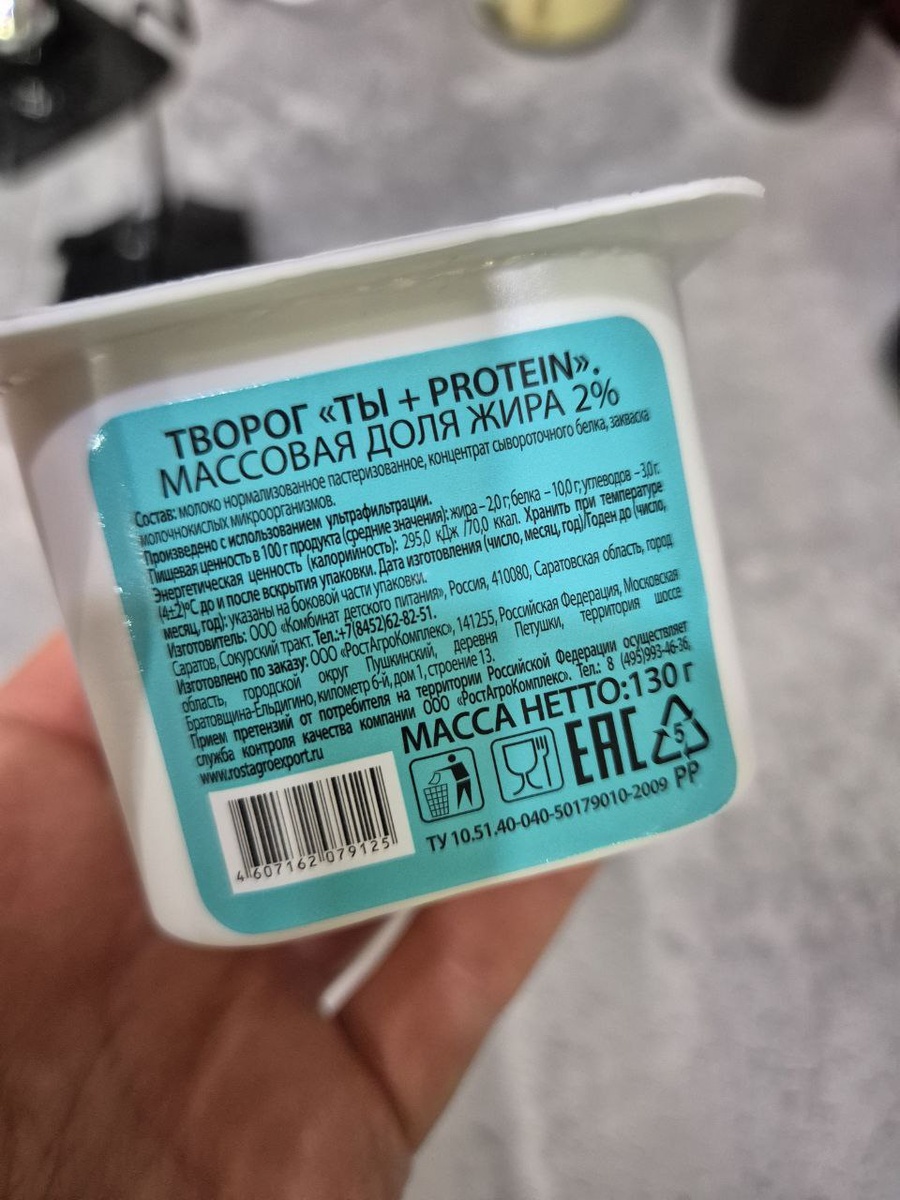 ТВОРОГ «ТЫ + PROTEIN».
МАССОВАЯ ДОЛЯ ЖИРА 2%
Состав: молоко нормализованное пастеризованное, концентрат сывороточного белка, закваска
молочнокислых микроорганизмов.
Произведено с использованием ультрафильтрации.
Пищевая ценность в 100 г продукта (средние значения): жира – 2,0 г; белка – 10,0 г; углеводов – 3,0 г.
Энергетическая ценность (калорийность): 295,0 кДж /70,0 ккал. Хранить при температуре
(4±2)°С до и после вскрытия упаковки. Дата изготовления (число, месяц, год)/Годен до (число,
месяц, год): указаны на боковой части упаковки.
Изготовитель: ООО «Комбинат детского питания», Россия, 410080, Саратовская область, город
Саратов, Сокурский тракт. Тел.:+7(8452)62-82-51.
Изготовлено по заказу: ООО «РостАгроКомплекс», 141255, Российская Федерация, Московская
область, городской округ Пушкинский, деревня Петушки, территория шоссе
Братовщина-Ельдигино, километр 6-й, дом 1, строение 13.
Прием претензий от потребителя на территории Российской Федерации осуществляет
служба контроля качества компании ООО «РостАгроКомплекс». Тел.: 8 (495)993-46-36,
www.rostagroexport.ru
МАССА НЕТТО:130 г
EAC
5
PP
ТУ 10.51.40-040-50179010-2009
4 607162 079125